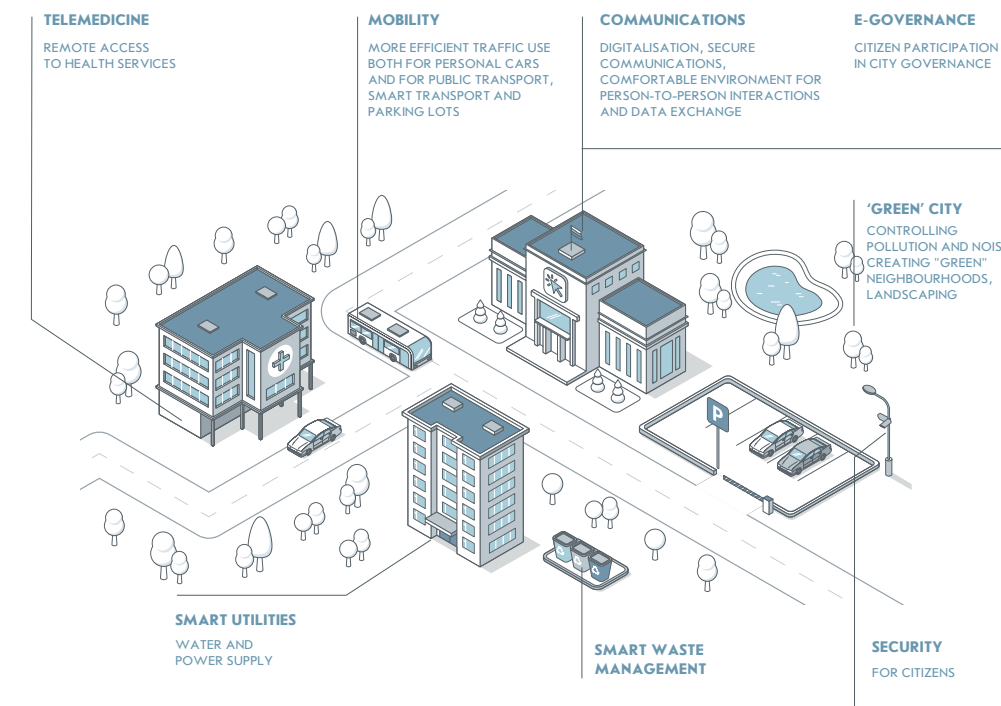 TELEMEDICINE
REMOTE ACCESS
TO HEALTH SERVICES
MOBILITY
MORE EFFICIENT TRAFFIC USE
BOTH FOR PERSONAL CARS
AND FOR PUBLIC TRANSPORT,
SMART TRANSPORT AND
PARKING LOTS
COMMUNICATIONS
DIGITALISATION, SECURE
COMMUNICATIONS,
COMFORTABLE ENVIRONMENT FOR
PERSON-TO-PERSON INTERACTIONS
AND DATA EXCHANGE
E-GOVERNANCE
CITIZEN PARTICIPATION
IN CITY GOVERNANCE
'GREEN' CITY
CONTROLLING
POLLUTION AND NOIS
CREATING "GREEN"
NEIGHBOURHOODS,
LANDSCAPING
P
SMART UTILITIES
WATER AND
POWER SUPPLY
SMART WASTE
MANAGEMENT
SECURITY
FOR CITIZENS